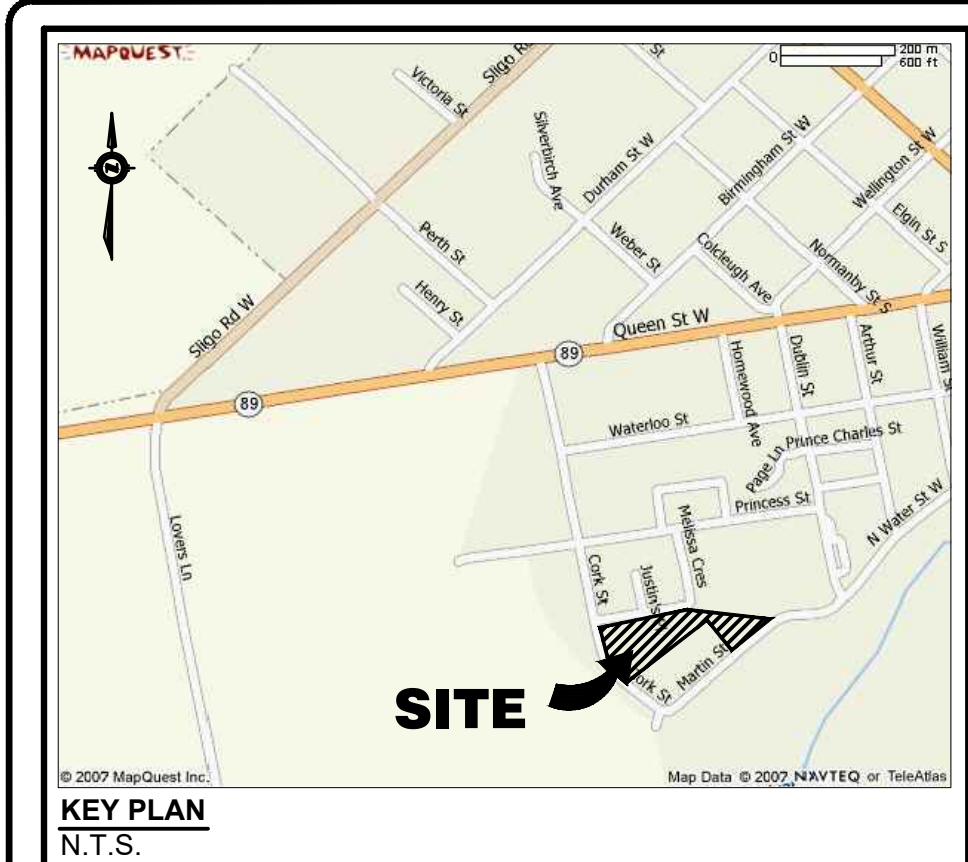 MAPQUEST
0
200 m
600 ft
St
Sligo Rd
Victoria St
Silverbirch Ave
Durham St W
Birmingham St W
Wellington St W
Elgin St S
Perth St
Weber St
Colcleugh Ave
Normanby St S
Henry St
Sligo Rd W
Queen St W
89
89
Homewood Ave
Dublin St
Arthur St
William St
Waterloo St
Prince Charles St
Page Ln
Princess St
N Water St W
Lovers Ln
Melissa Cres
Cork St
Martin St
Cork St
SITE
© 2007 MapQuest Inc.
Map Data © 2007 NAVTEQ or TeleAtlas
KEY PLAN
N.T.S.